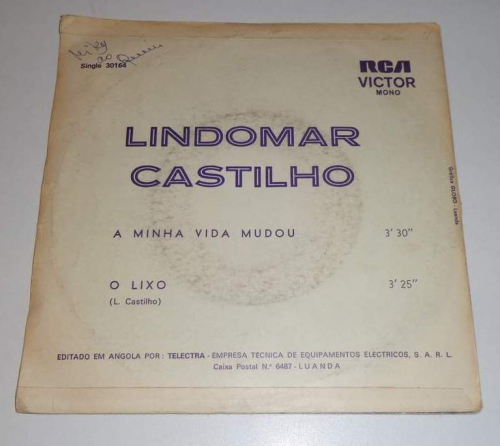 Single 30164
RCA
VICTOR
MONO
LINDOMAR
CASTILHO
A MINHA VIDA MUDOU 3' 30"
O LIXO 3' 25"
(L. Castilho)
EDITADO EM ANGOLA POR : TELECTRA - EMPRESA TECNICA DE EQUIPAMENTOS ELECTRICOS, S. A. R. L.
Caixa Postal N.º 6487 - LUANDA